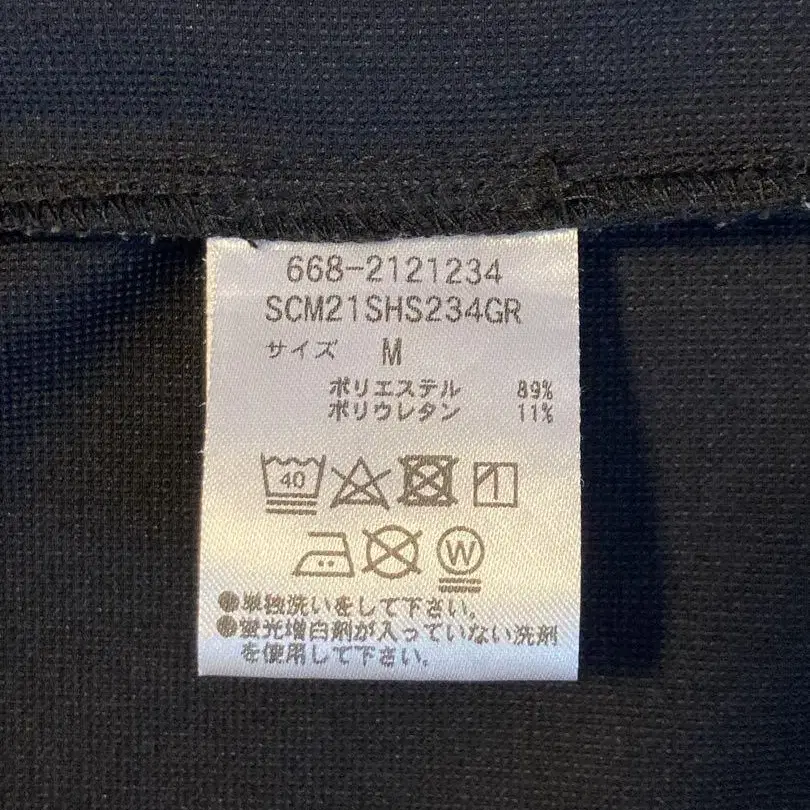 668-2121234
SCM21SHS234GR
サイズ M
ポリエステル 89%
ポリウレタン 11%
40
W
●単独洗いをして下さい。
●蛍光増白剤が入っていない洗剤
を使用して下さい。